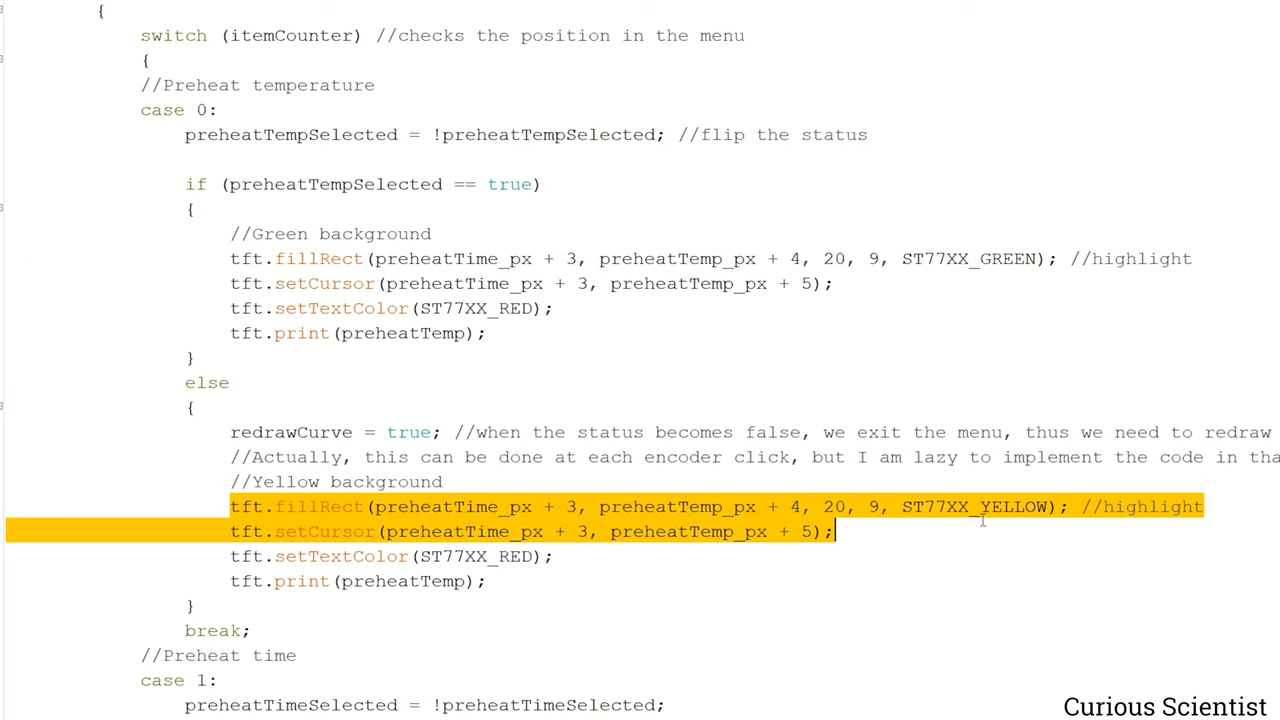 {
switch (itemCounter) //checks the position in the menu
{
//Preheat temperature
case 0:
preheatTempSelected = !preheatTempSelected; //flip the status
if (preheatTempSelected == true)
{
//Green background
tft.fillRect(preheatTime_px + 3, preheatTemp_px + 4, 20, 9, ST77XX_GREEN); //highlight
tft.setCursor(preheatTime_px + 3, preheatTemp_px + 5);
tft.setTextColor(ST77XX_RED);
tft.print(preheatTemp);
}
else
{
redrawCurve = true; //when the status becomes false, we exit the menu, thus we need to redraw
//Actually, this can be done at each encoder click, but I am lazy to implement the code in tha
//Yellow background
tft.fillRect(preheatTime_px + 3, preheatTemp_px + 4, 20, 9, ST77XX_YELLOW); //highlight
tft.setCursor(preheatTime_px + 3, preheatTemp_px + 5);
tft.setTextColor(ST77XX_RED);
tft.print(preheatTemp);
}
break;
//Preheat time
case 1:
preheatTimeSelected = !preheatTimeSelected;
Curious Scientist